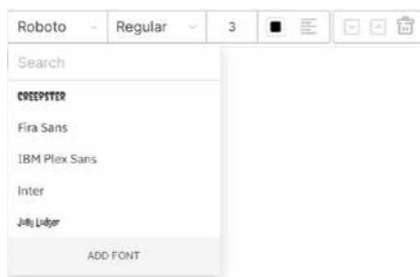 Roboto Regular 3
Search
CREEPSTER
Fira Sans
IBM Plex Sans
Inter
Jolly Lodger
ADD FONT